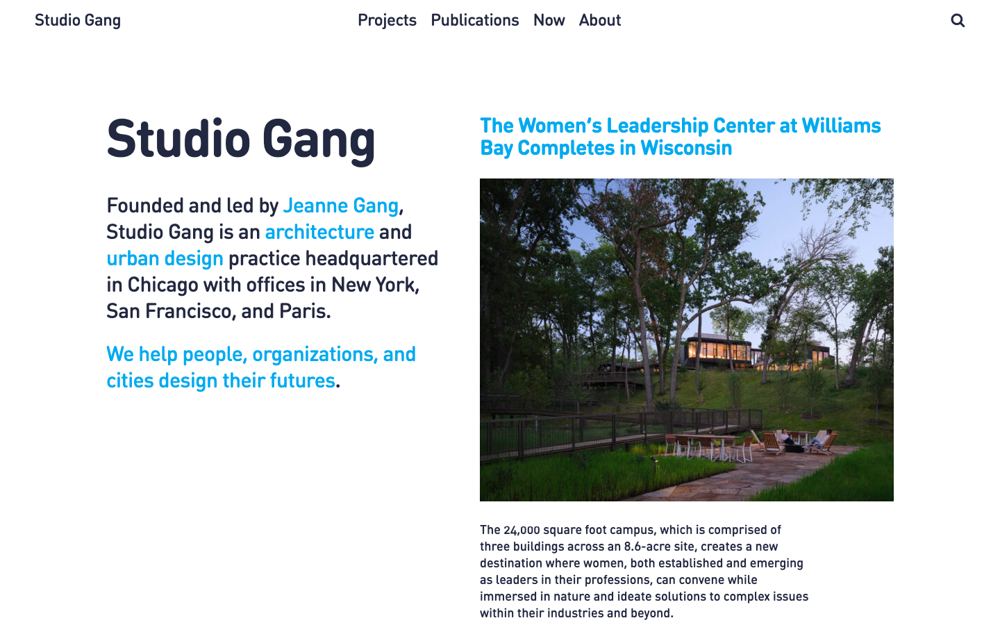 Studio Gang
Projects Publications Now About
Studio Gang
Founded and led by Jeanne Gang,
Studio Gang is an architecture and
urban design practice headquartered
in Chicago with offices in New York,
San Francisco, and Paris.
We help people, organizations, and
cities design their futures.
The Women’s Leadership Center at Williams
Bay Completes in Wisconsin
The 24,000 square foot campus, which is comprised of
three buildings across an 8.6-acre site, creates a new
destination where women, both established and emerging
as leaders in their professions, can convene while
immersed in nature and ideate solutions to complex issues
within their industries and beyond.